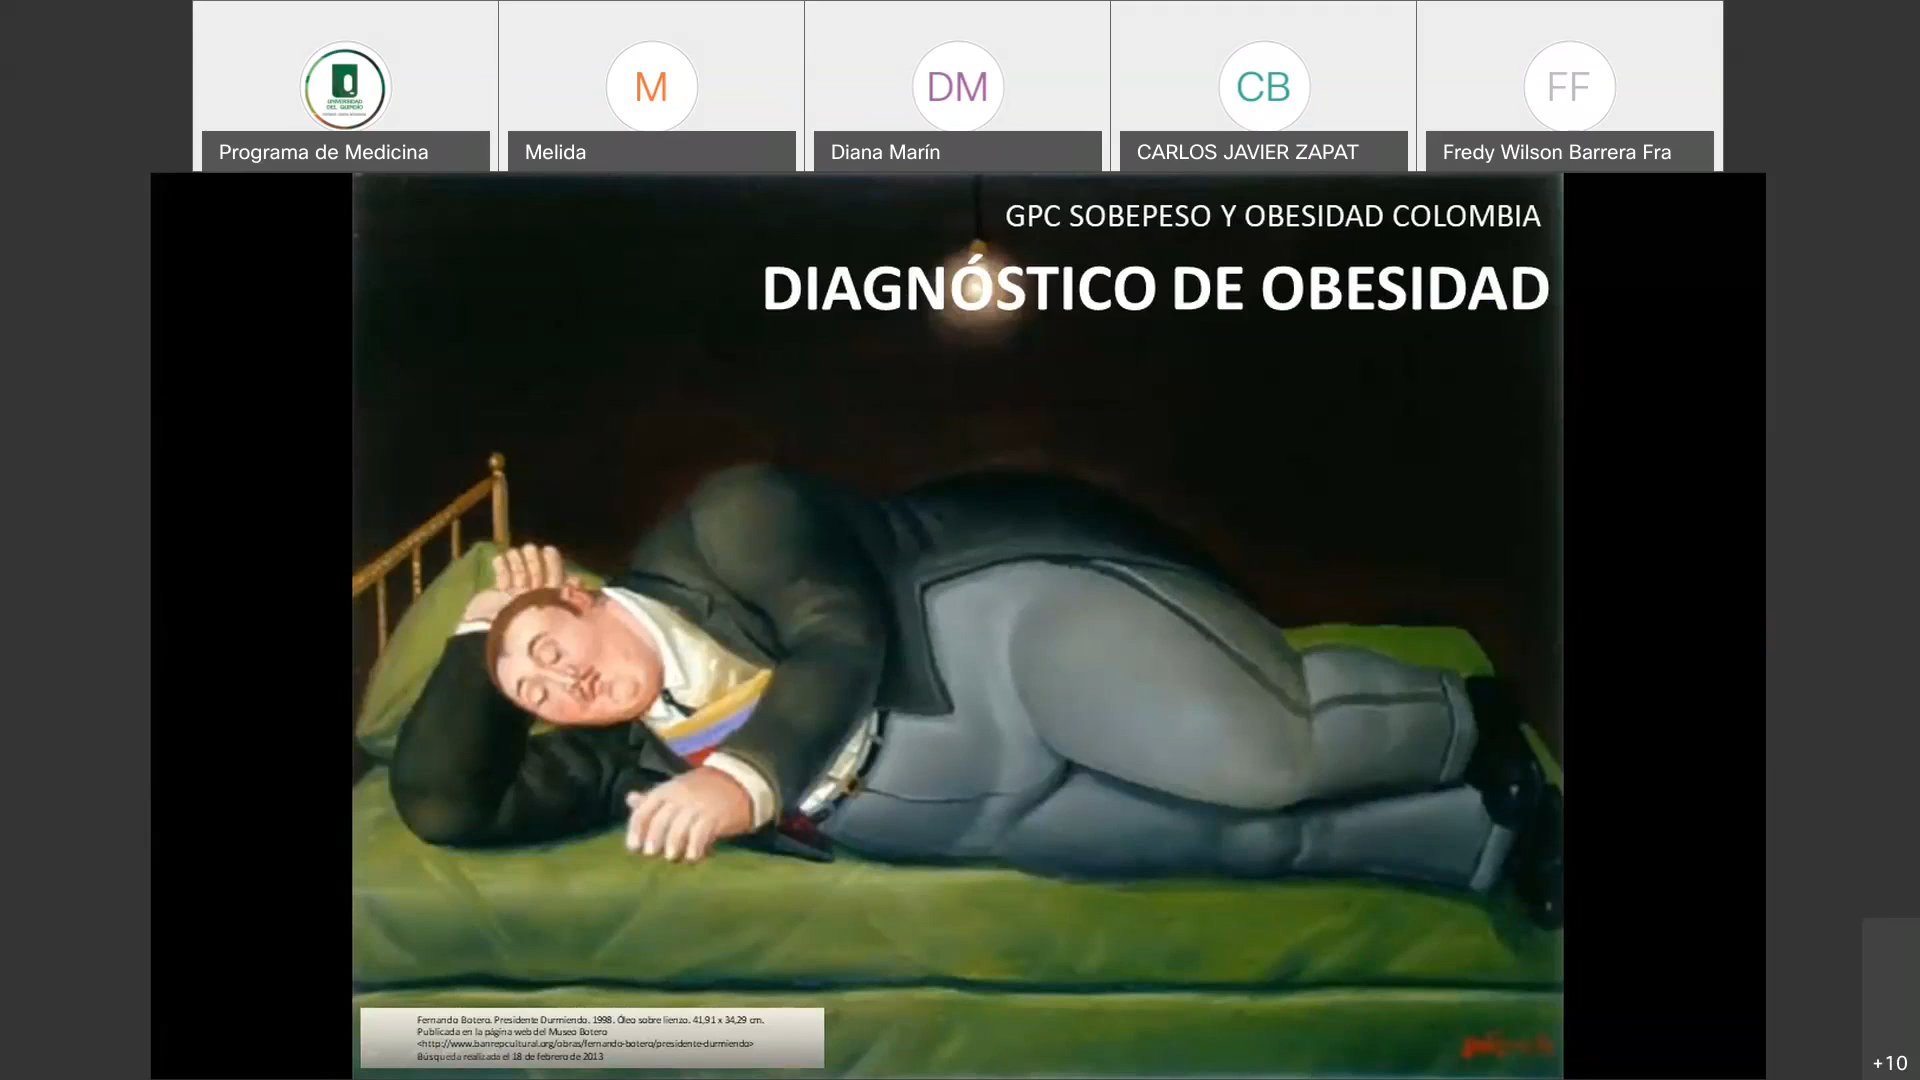 UNIVERSIDAD
DEL QUINDÍO
M
DM
CB
FF
Programa de Medicina
Melida
Diana Marín
CARLOS JAVIER ZAPAT
Fredy Wilson Barrera Fra
GPC SOBEPESO Y OBESIDAD COLOMBIA
DIAGNÓSTICO DE OBESIDAD
Fernando Botero. Presidente Durmiendo. 1998. Óleo sobre lienzo. 41,91 x 34,29 cm.
Publicada en la página web del Museo Botero
<http://www.banrepcultural.org/obras/fernando-botero/presidente-durmiendo>
Búsqueda realizada el 18 de febrero de 2013
+10